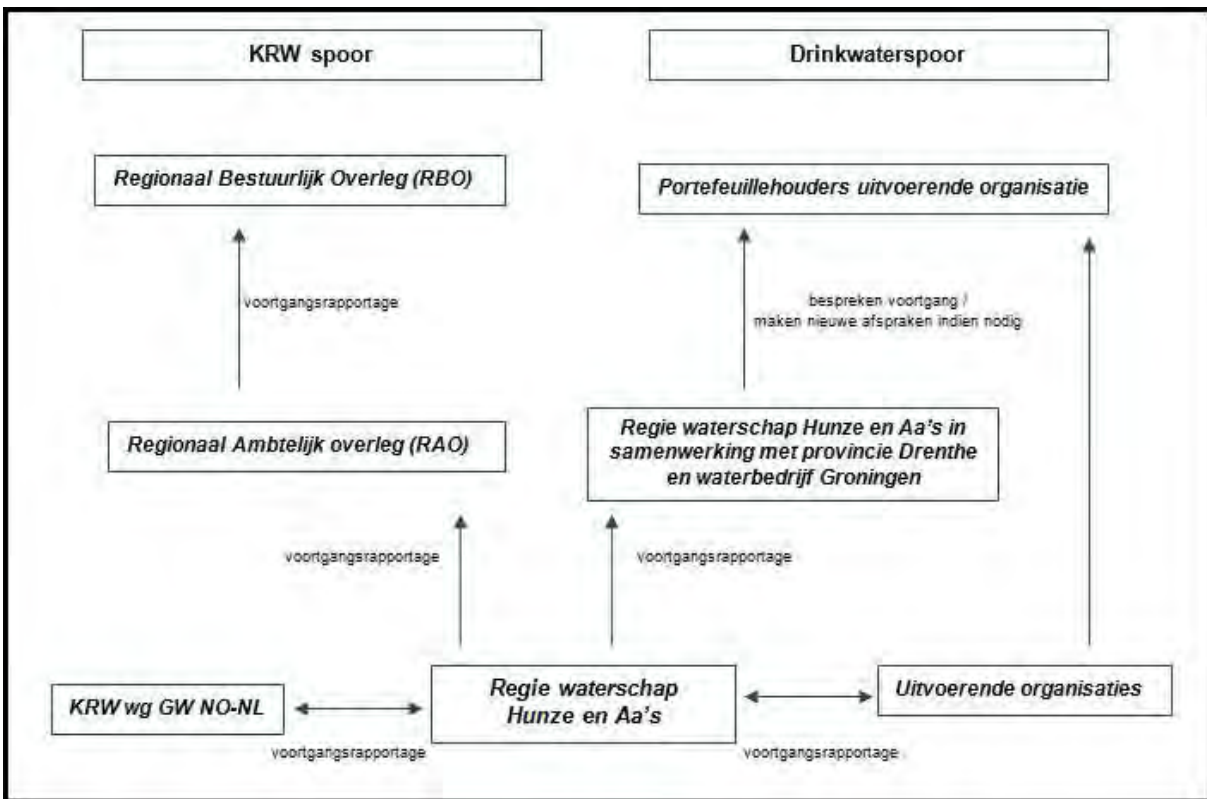 KRW spoor
Drinkwaterspoor
Regionaal Bestuurlijk Overleg (RBO)
Portefeuillehouders uitvoerende organisatie
voortgangsrapportage
bespreken voortgang /
maken nieuwe afspraken indien nodig
Regionaal Ambtelijk overleg (RAO)
Regie waterschap Hunze en Aa's in
samenwerking met provincie Drenthe
en waterbedrijf Groningen
voortgangsrapportage
voortgangsrapportage
KRW wg GW NO-NL
Regie waterschap
Hunze en Aa's
Uitvoerende organisaties
voortgangsrapportage
voortgangsrapportage